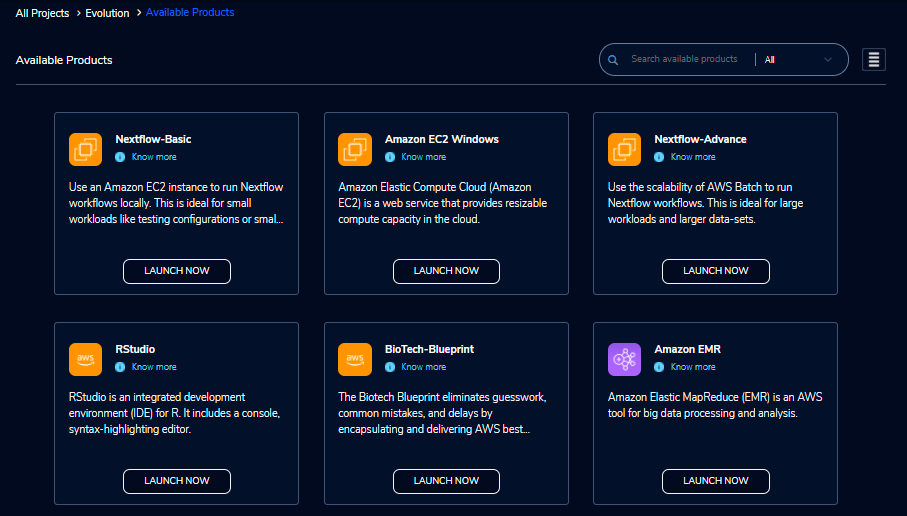 All Projects > Evolution > Available Products
Available Products
Search available products
All
Nextflow-Basic
Know more
Use an Amazon EC2 instance to run Nextflow
workflows locally. This is ideal for small
workloads like testing configurations or smal...
LAUNCH NOW
Amazon EC2 Windows
Know more
Amazon Elastic Compute Cloud (Amazon
EC2) is a web service that provides resizable
compute capacity in the cloud.
LAUNCH NOW
Nextflow-Advance
Know more
Use the scalability of AWS Batch to run
Nextflow workflows. This is ideal for large
workloads and larger data-sets.
LAUNCH NOW
aws
RStudio
Know more
RStudio is an integrated development
environment (IDE) for R. It includes a console,
syntax-highlighting editor.
LAUNCH NOW
aws
BioTech-Blueprint
Know more
The Biotech Blueprint eliminates guesswork,
common mistakes, and delays by
encapsulating and delivering AWS best...
LAUNCH NOW
Amazon EMR
Know more
Amazon Elastic MapReduce (EMR) is an AWS
tool for big data processing and analysis.
LAUNCH NOW